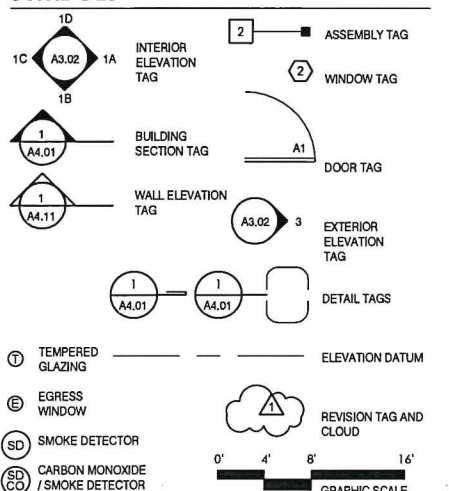 1D
1C
A3.02
1A
1B
INTERIOR
ELEVATION
TAG
2
ASSEMBLY TAG
2
WINDOW TAG
1
A4.01
BUILDING
SECTION TAG
A1
DOOR TAG
1
A4.11
WALL ELEVATION
TAG
A3.02
3
EXTERIOR
ELEVATION
TAG
1
A4.01
1
A4.01
DETAIL TAGS
T
TEMPERED
GLAZING
ELEVATION DATUM
E
EGRESS
WINDOW
1
REVISION TAG AND
CLOUD
SD
SMOKE DETECTOR
SD
CO
CARBON MONOXIDE
/ SMOKE DETECTOR
0' 4' 8' 16'
GRAPHIC SCALE